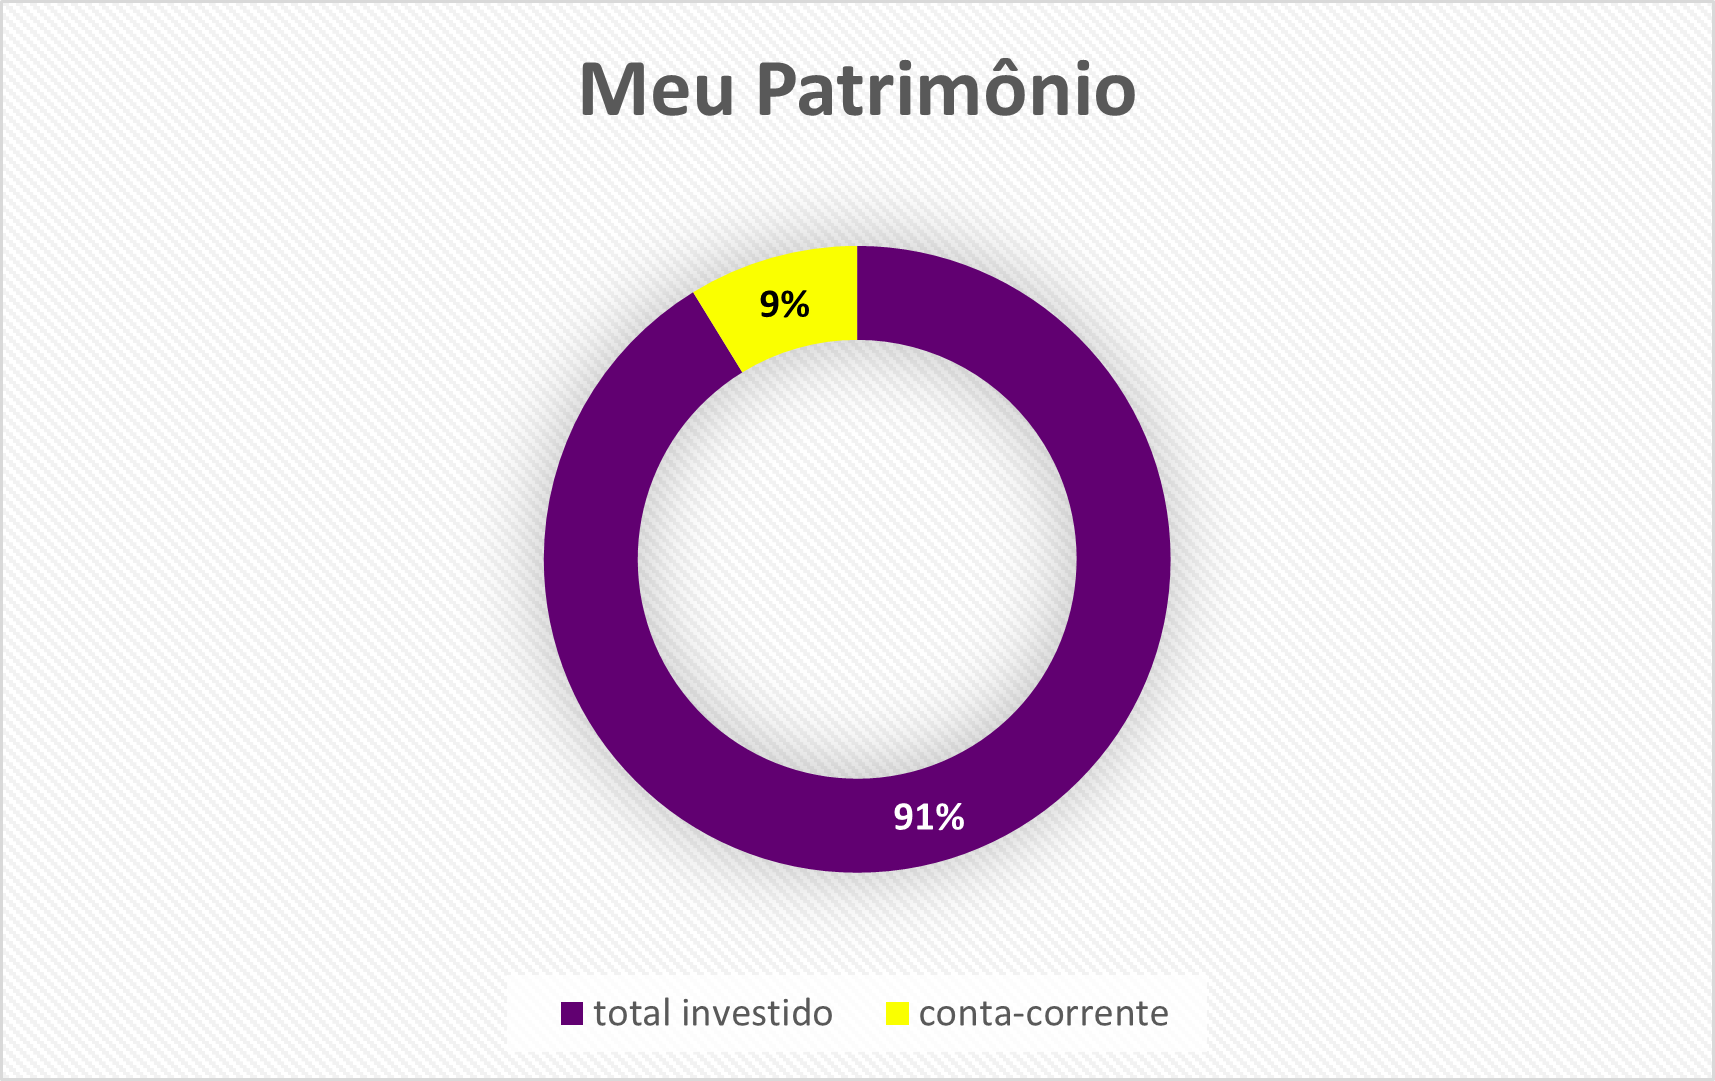 Meu Patrimônio
9%
91%
total investido
conta-corrente